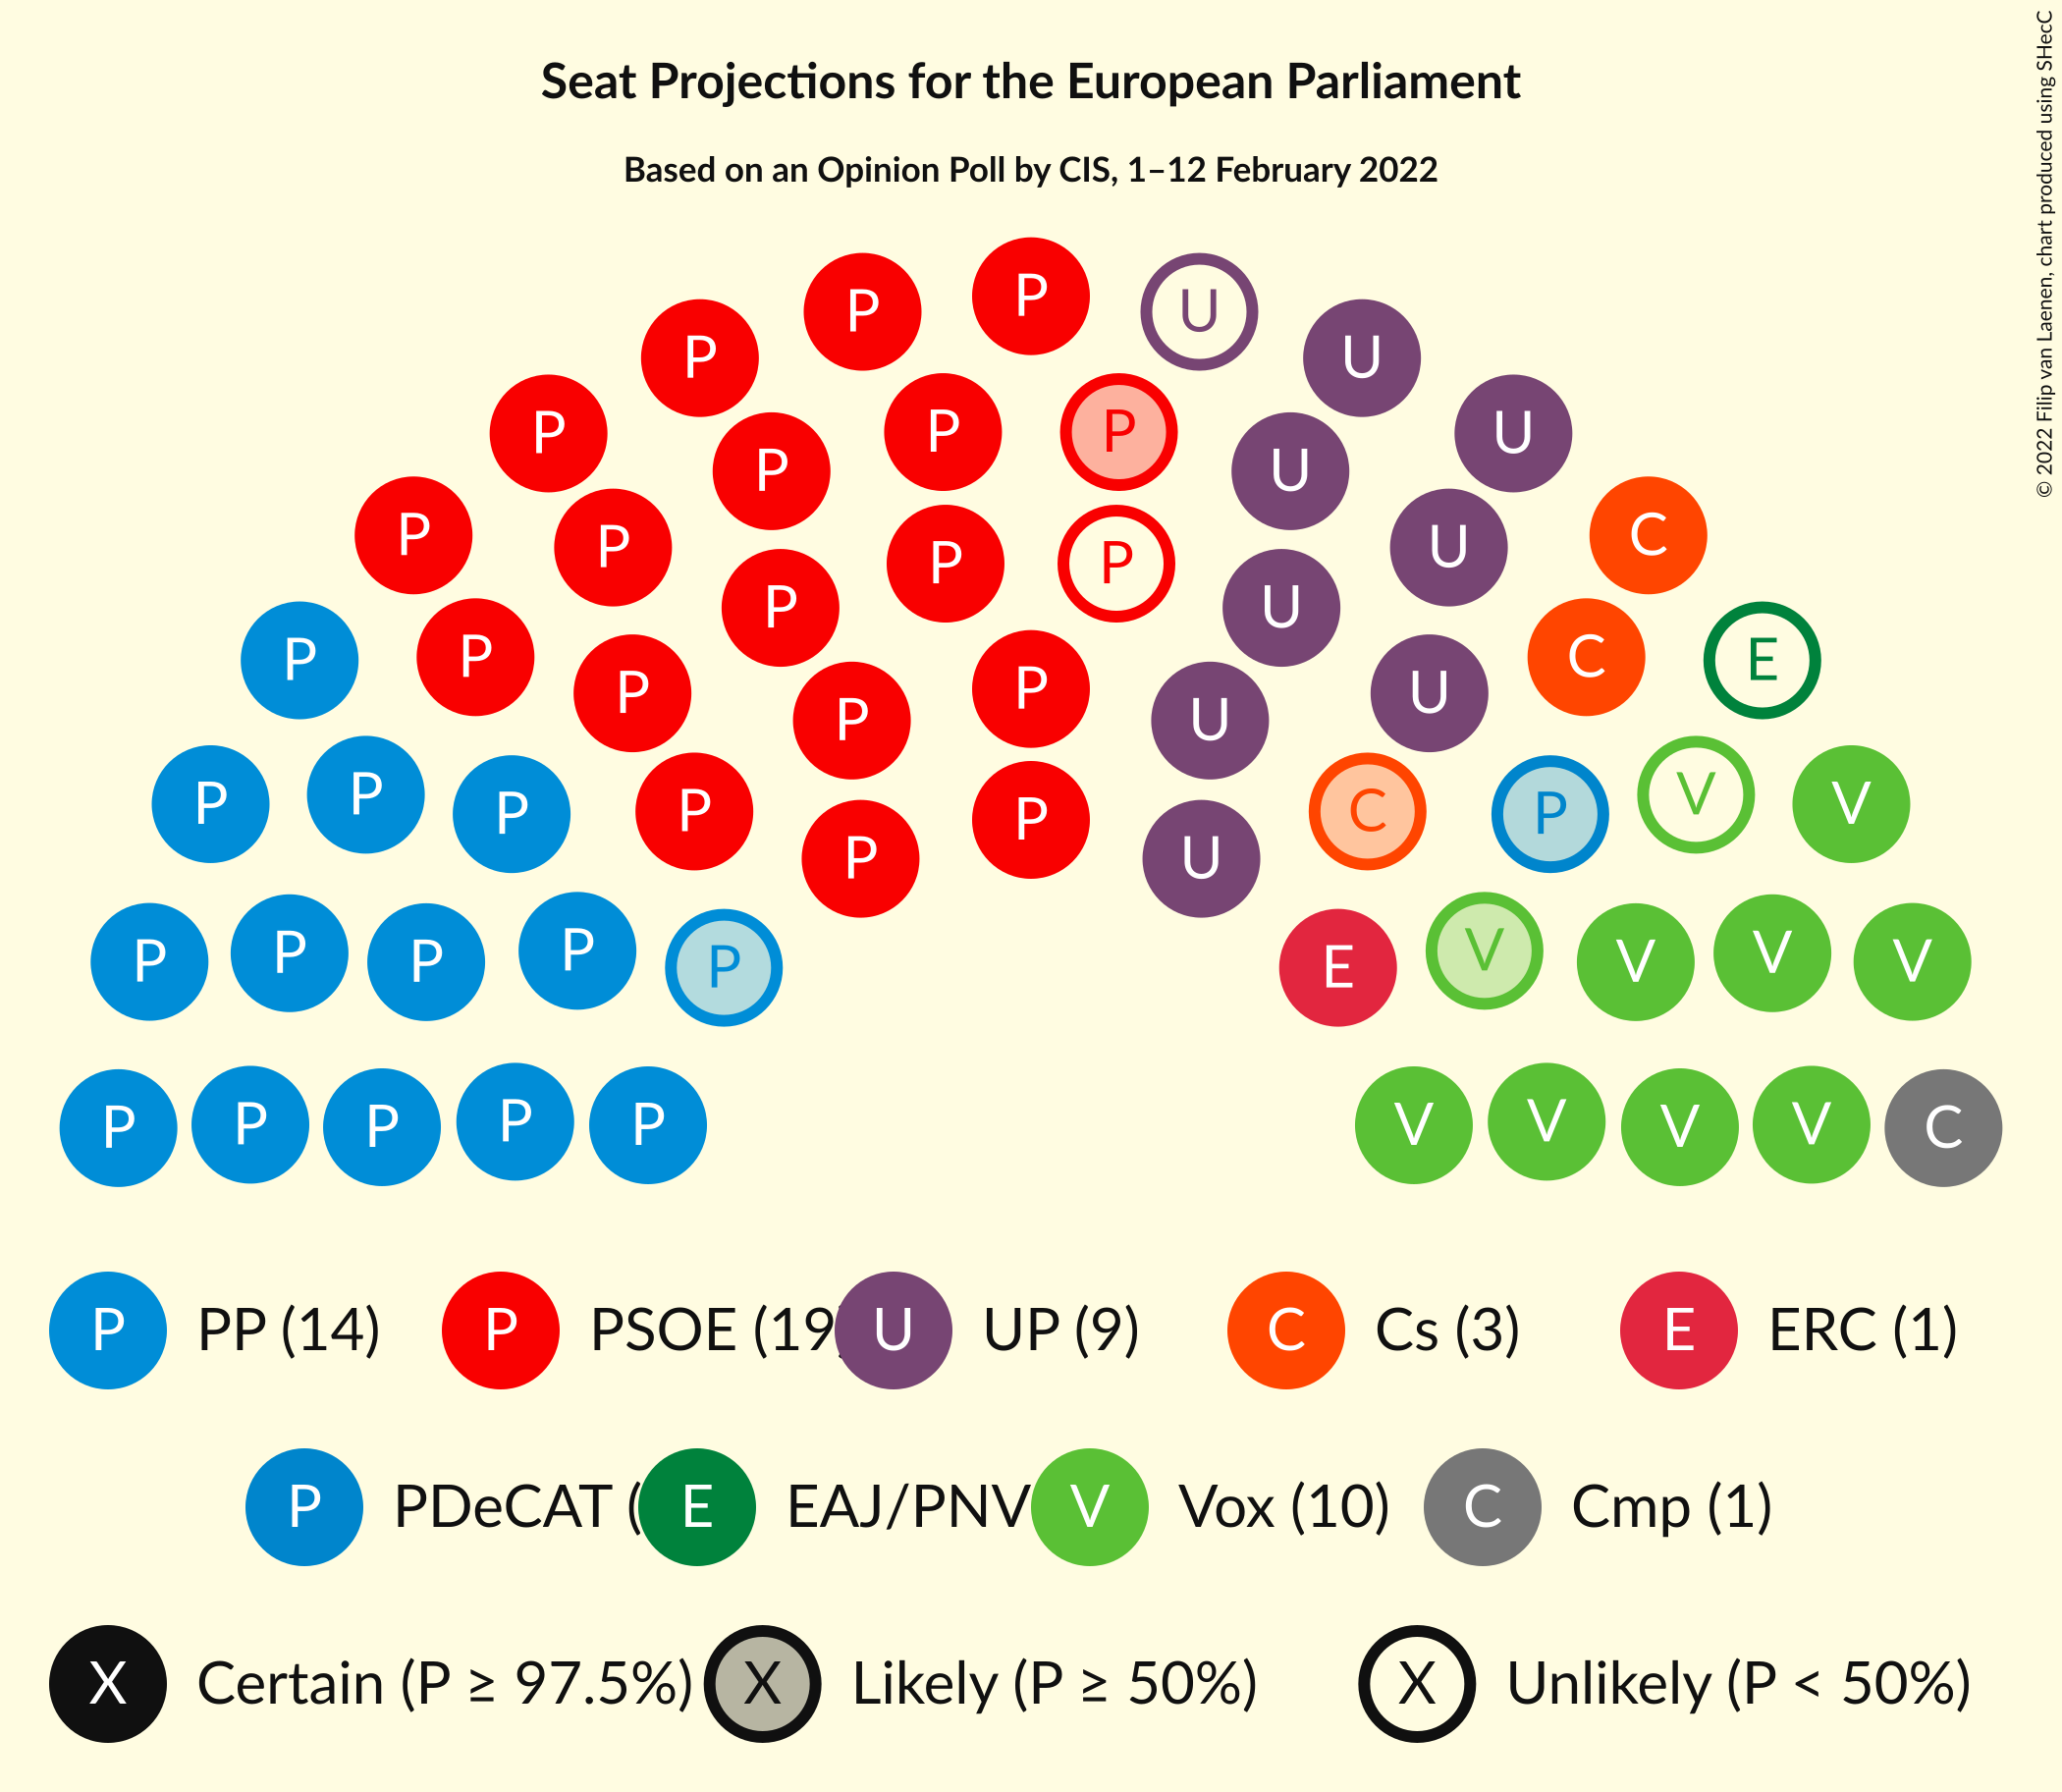 Seat Projections for the European Parliament
Based on an Opinion Poll by CIS, 1–12 February 2022
© 2022 Filip van Laenen, chart produced using SHecC
P P U
P U
P P P U
P P U U
P P C
P P P U
P U
P P C
P P U
P E
P P U
P P P C P V
P P V
P U
P P P V V V
P P P E V V
P P P P P V V V V C
P PP (14) P PSOE (19 U UP (9) C Cs (3) E ERC (1)
P PDeCAT ( E EAJ/PNV V Vox (10) C Cmp (1)
X Certain (P ≥ 97.5%) X Likely (P ≥ 50%) X Unlikely (P < 50%)